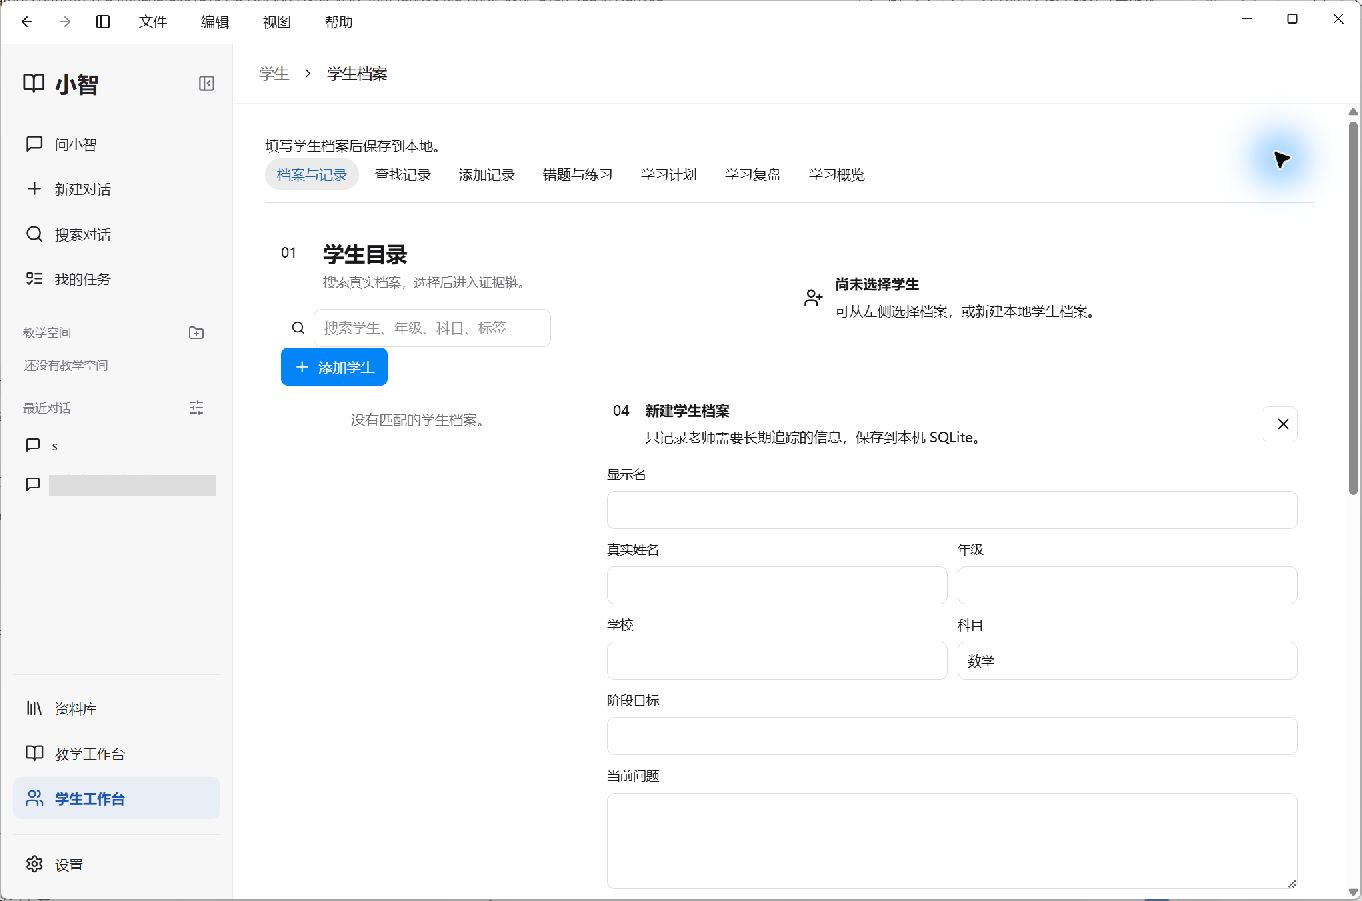 文件 编辑 视图 帮助
小智
问小智
新建对话
搜索对话
我的任务
教学空间
还没有教学空间
最近对话
s
资料库
教学工作台
学生工作台
设置
学生 > 学生档案
填写学生档案后保存到本地。
档案与记录 查找记录 添加记录 错题与练习 学习计划 学习复盘 学习概览
01 学生目录
搜索真实档案，选择后进入证据链。
搜索学生、年级、科目、标签
添加学生
没有匹配的学生档案。
尚未选择学生
可从左侧选择档案，或新建本地学生档案。
04 新建学生档案
只记录老师需要长期追踪的信息，保存到本机 SQLite。
显示名
真实姓名 年级
学校 科目
数学
阶段目标
当前问题